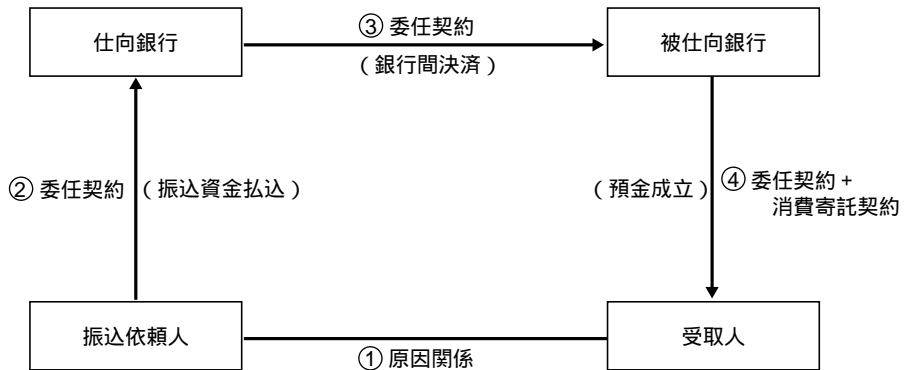 仕向銀行
③ 委任契約
（銀行間決済）
被仕向銀行
② 委任契約
（振込資金払込）
（預金成立）
④ 委任契約＋
消費寄託契約
振込依頼人
① 原因関係
受取人